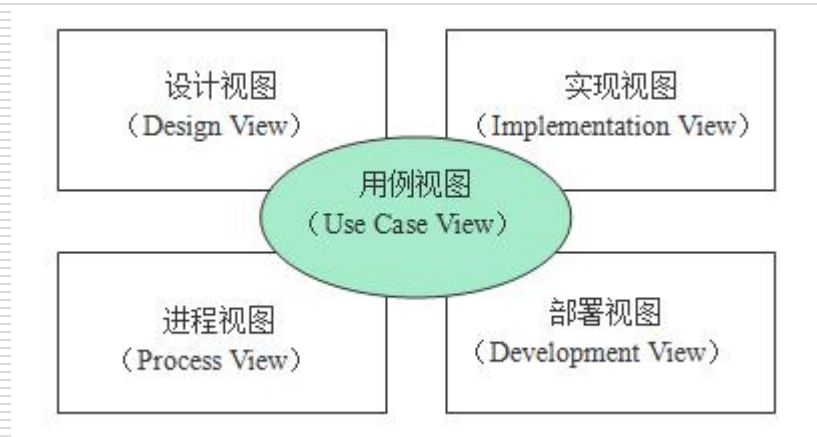 设计视图
（Design View）
实现视图
（Implementation View）
用例视图
（Use Case View）
进程视图
（Process View）
部署视图
（Development View）